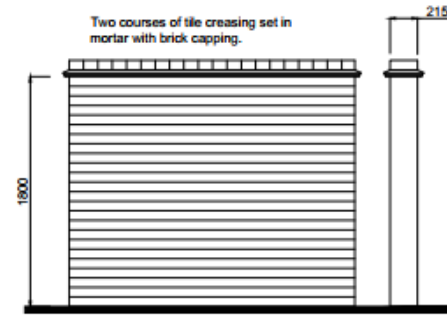 Two courses of tile creasing set in
mortar with brick capping.
215
1800